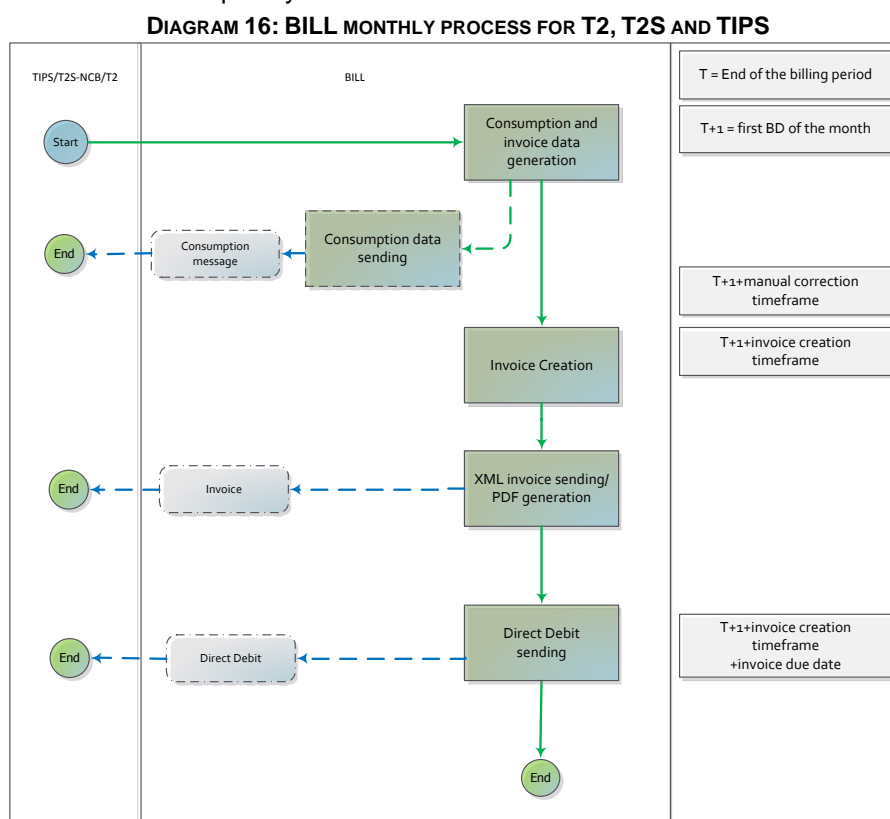 DIAGRAM 16: BILL MONTHLY PROCESS FOR T2, T2S AND TIPS
TIPS/T2S-NCB/T2
BILL
T = End of the billing period
T+1 = first BD of the month
Start
Consumption and
invoice data
generation
End
Consumption
message
Consumption data
sending
T+1+manual correction
timeframe
T+1+invoice creation
timeframe
Invoice Creation
End
Invoice
XML invoice sending/
PDF generation
End
Direct Debit
Direct Debit
sending
T+1+invoice creation
timeframe
+invoice due date
End